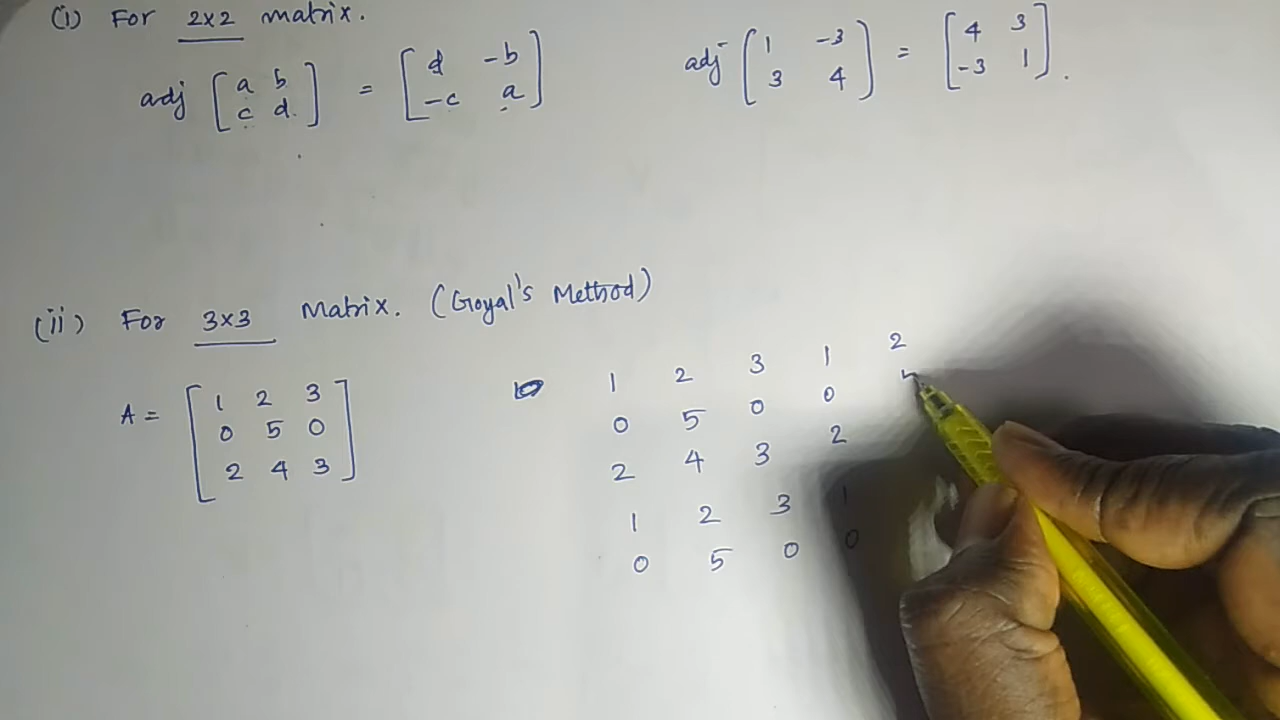 (i) For 2x2 matrix.
adj [a b] = [d -b]
[c d] [-c a]
adj (1 -3) = [4 3]
(3 4) [-3 1].
(ii) For 3x3 Matrix. (Goyal's Method)
A = [1 2 3]
[0 5 0]
[2 4 3]
1 2 3 1 2
0 5 0 0
2 4 3 2
1 2 3 1
0 5 0 0